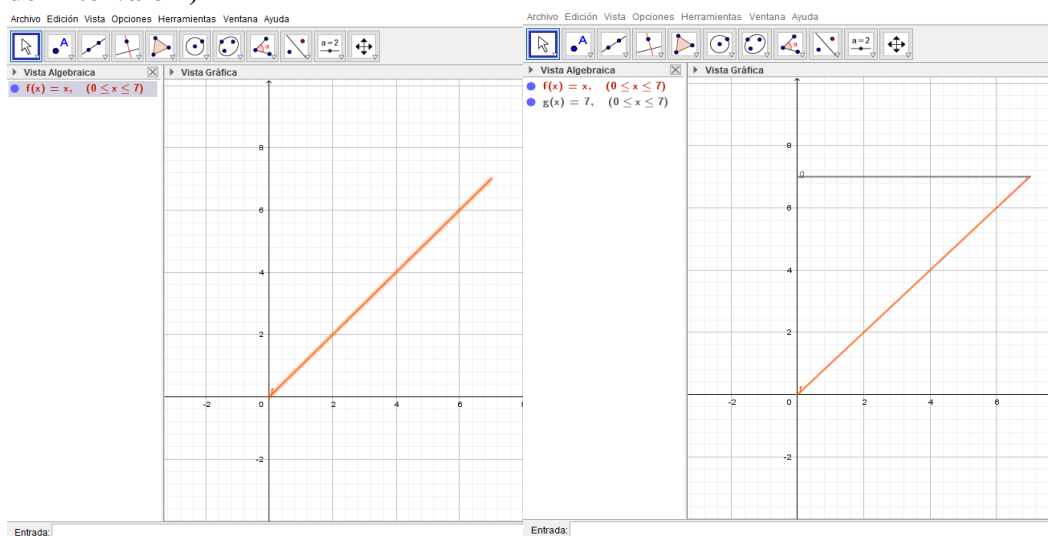 Archivo Edición Vista Opciones Herramientas Ventana Ayuda
A
a=2
Vista Algebraica
Vista Gráfica
f(x) = x, (0 ≤ x ≤ 7)
8
6
4
2
-2
0
2
4
6
-2
f
Entrada:
Archivo Edición Vista Opciones Herramientas Ventana Ayuda
A
a=2
Vista Algebraica
Vista Gráfica
f(x) = x, (0 ≤ x ≤ 7)
g(x) = 7, (0 ≤ x ≤ 7)
8
g
6
4
2
f
-2
0
2
4
6
-2
Entrada: